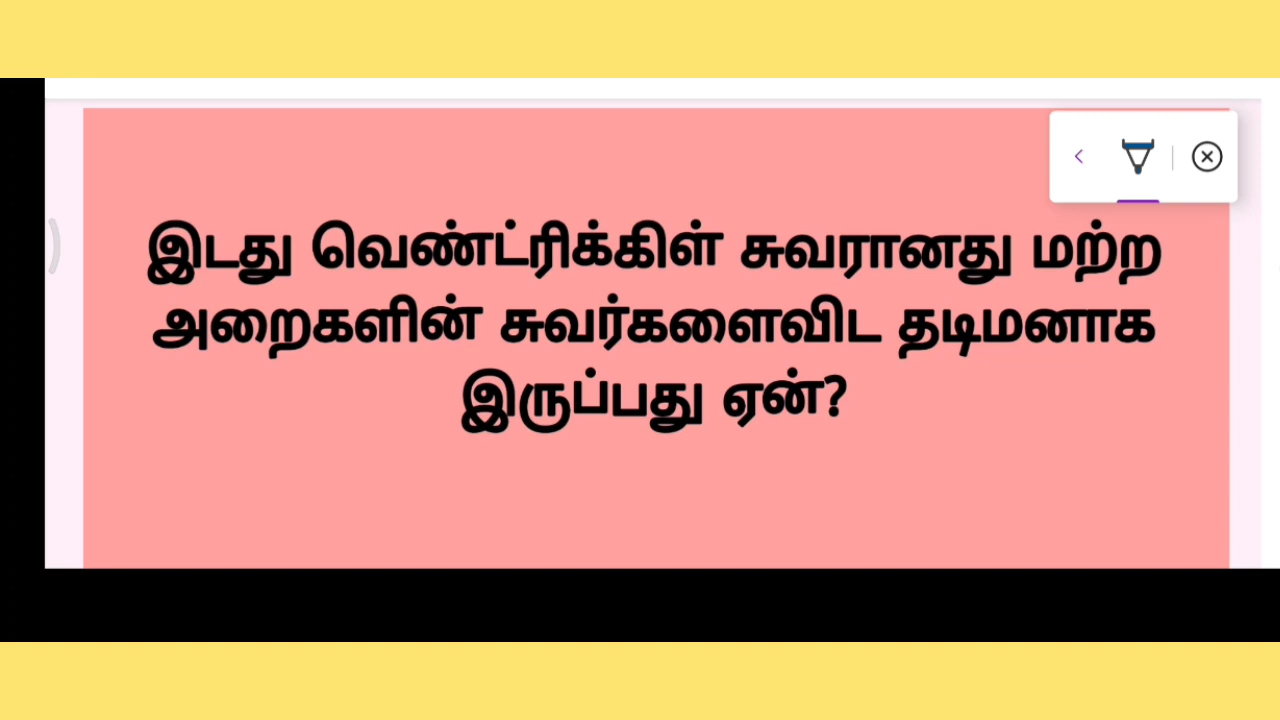 இடது வெண்ட்ரிக்கிள் சுவரானது மற்ற
அறைகளின் சுவர்களைவிட தடிமனாக
இருப்பது ஏன்?